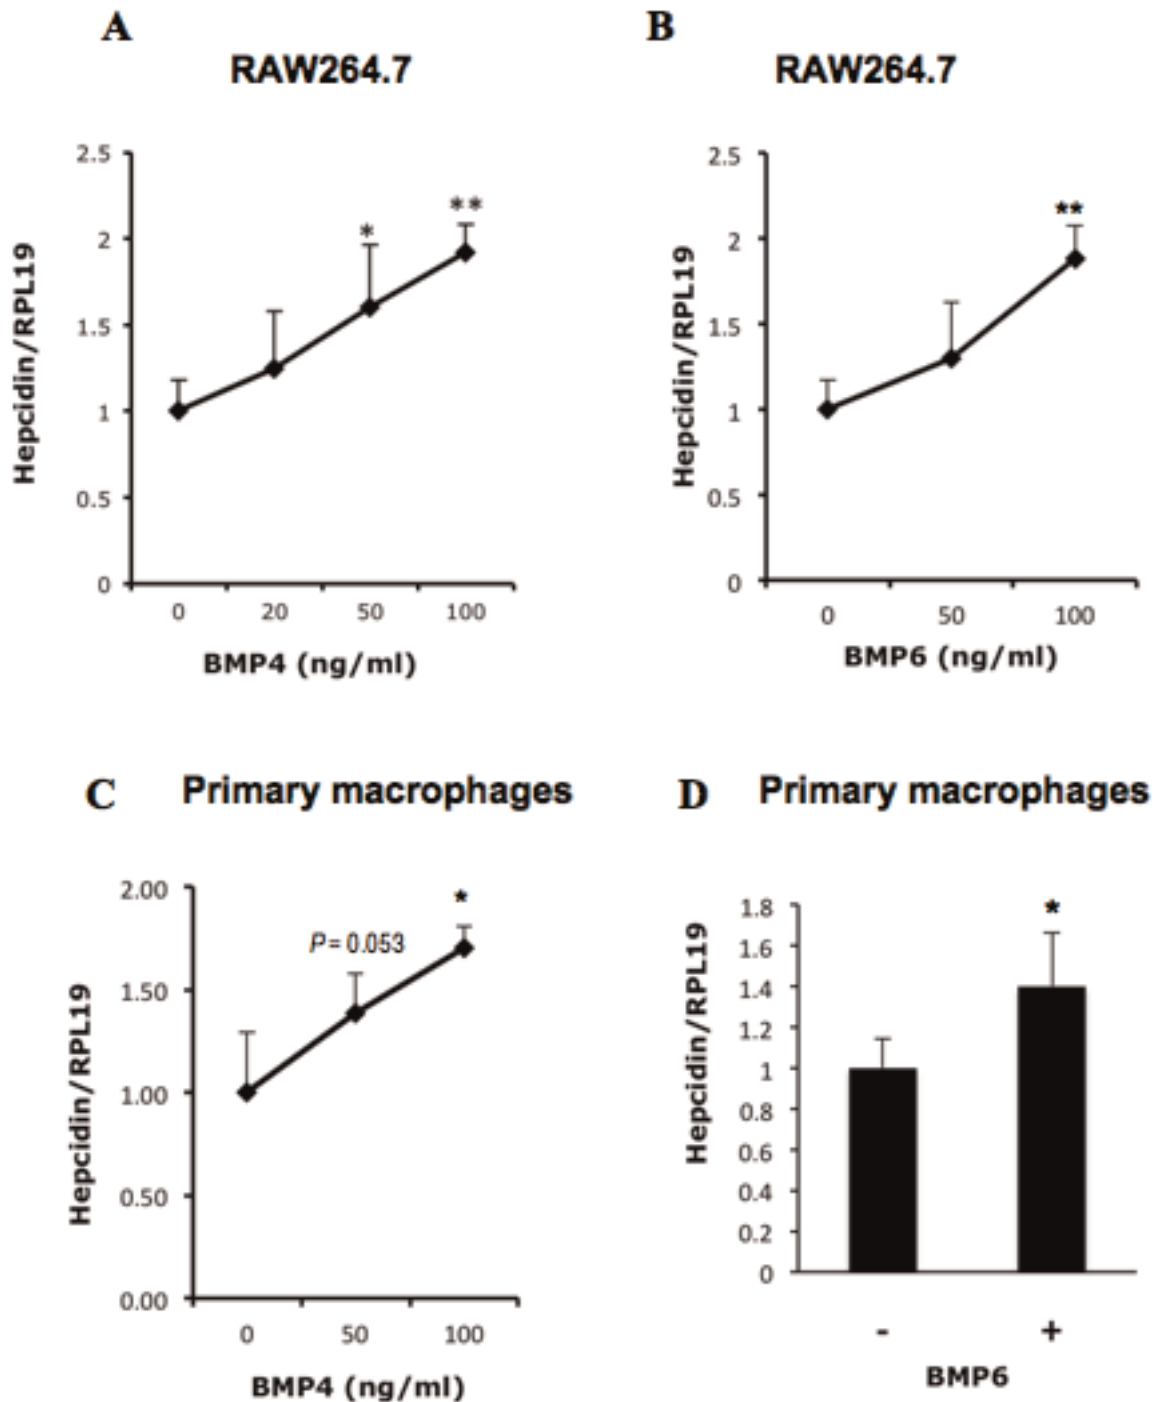 A
RAW264.7
2.5
2
1.5
1
0.5
0
Hepcidin/RPL19
*
**
0 20 50 100
BMP4 (ng/ml)
B
RAW264.7
2.5
2
1.5
1
0.5
0
Hepcidin/RPL19
**
0 50 100
BMP6 (ng/ml)
C Primary macrophages
2.00
1.50
1.00
0.50
0.00
Hepcidin/RPL19
P = 0.053
*
0 50 100
BMP4 (ng/ml)
D Primary macrophages
1.8
1.6
1.4
1.2
1
0.8
0.6
0.4
0.2
0
Hepcidin/RPL19
*
- +
BMP6